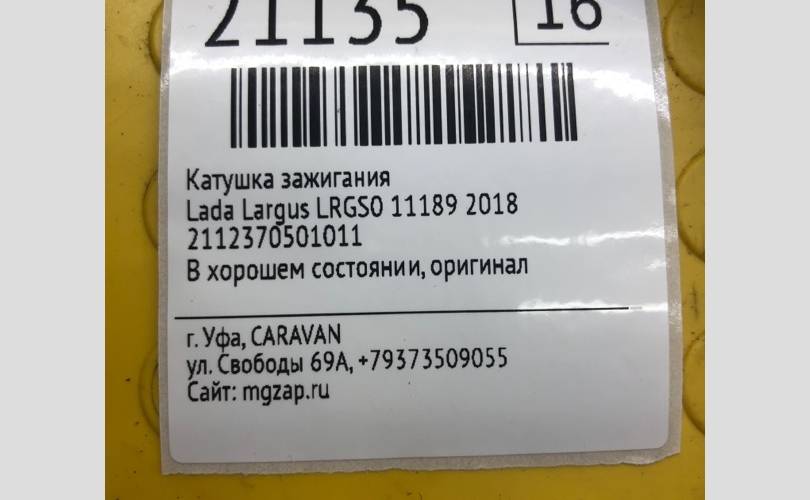 21135 16
Катушка зажигания
Lada Largus LRGS0 11189 2018
2112370501011
В хорошем состоянии, оригинал
г. Уфа, CARAVAN
ул. Свободы 69А, +79373509055
Сайт: mgzap.ru